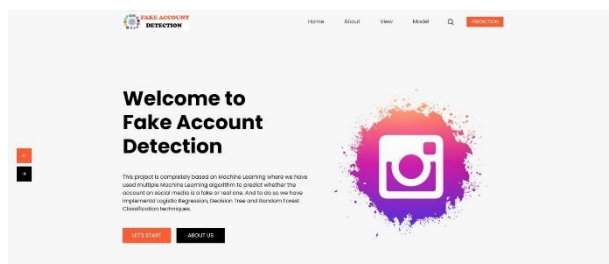 FAKE ACCOUNT
DETECTION
Home About View Model PREDICTION
Welcome to
Fake Account
Detection
This project is completely based on Machine Learning where we have
used multiple Machine Learning algorithm to predict whether the
account on social media is a fake or real one. And to do so we have
implementd Logistic Regression, Decision Tree and Random Forest
Classification techniques.
LET'S START ABOUT US